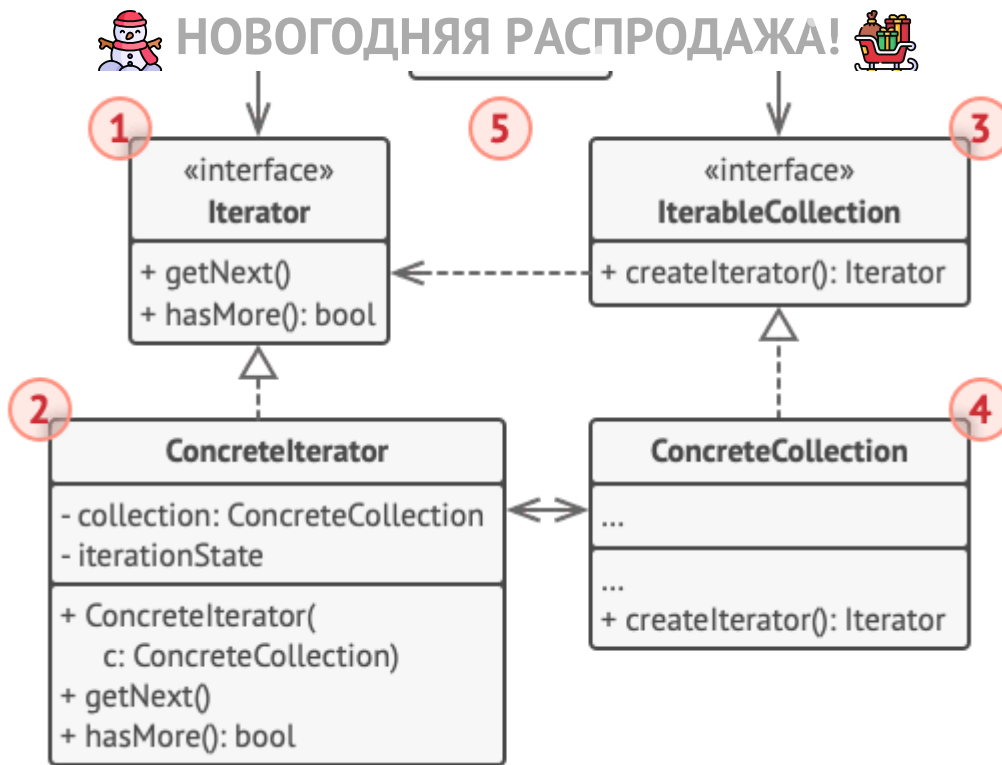 НОВОГОДНЯЯ РАСПРОДАЖА!
1
5
3
«interface»
Iterator
+ getNext()
+ hasMore(): bool
«interface»
IterableCollection
+ createIterator(): Iterator
2
4
ConcreteIterator
- collection: ConcreteCollection
- iterationState
+ ConcreteIterator(
c: ConcreteCollection)
+ getNext()
+ hasMore(): bool
ConcreteCollection
...
...
+ createIterator(): Iterator